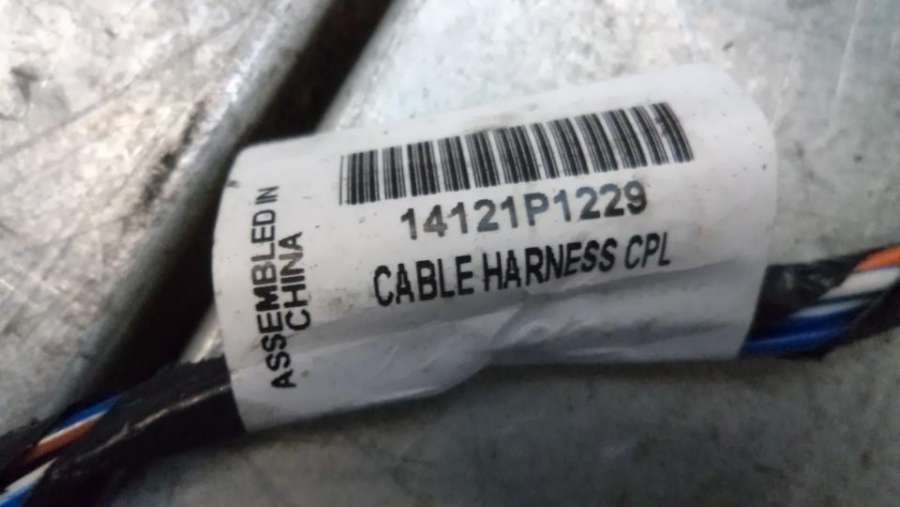 14121P1229
CABLE HARNESS CPL
ASSEMBLED IN
CHINA